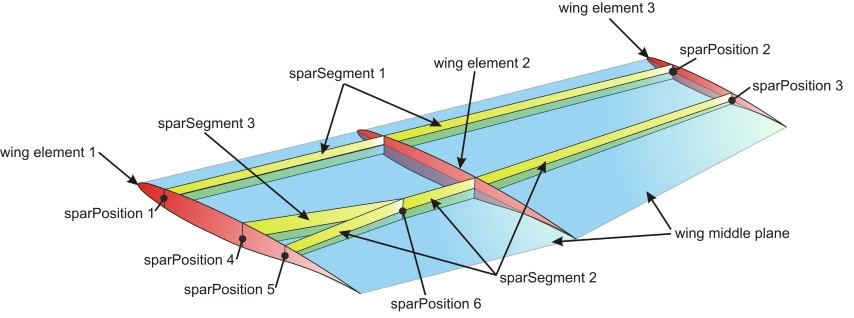 wing element 3
sparPosition 2
wing element 2
sparSegment 1
sparPosition 3
sparSegment 3
wing element 1
sparPosition 1
wing middle plane
sparPosition 4
sparSegment 2
sparPosition 5
sparPosition 6